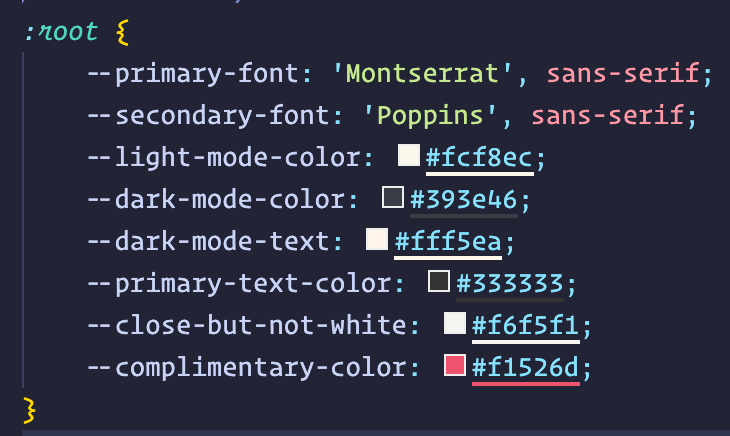 :root {
--primary-font: 'Montserrat', sans-serif;
--secondary-font: 'Poppins', sans-serif;
--light-mode-color: #fcf8ec;
--dark-mode-color: #393e46;
--dark-mode-text: #fff5ea;
--primary-text-color: #333333;
--close-but-not-white: #f6f5f1;
--complimentary-color: #f1526d;
}